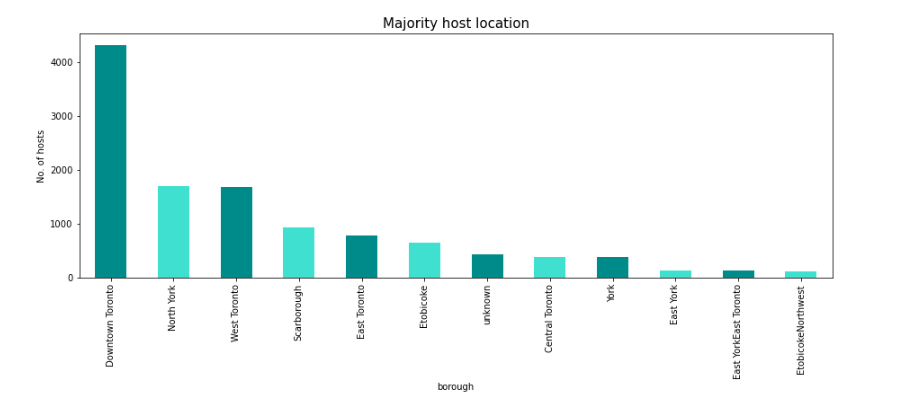 Majority host location
No. of hosts
4000
3000
2000
1000
0
Downtown Toronto
North York
West Toronto
Scarborough
East Toronto
Etobicoke
unknown
Central Toronto
York
East York
East YorkEast Toronto
EtobicokeNorthwest
borough